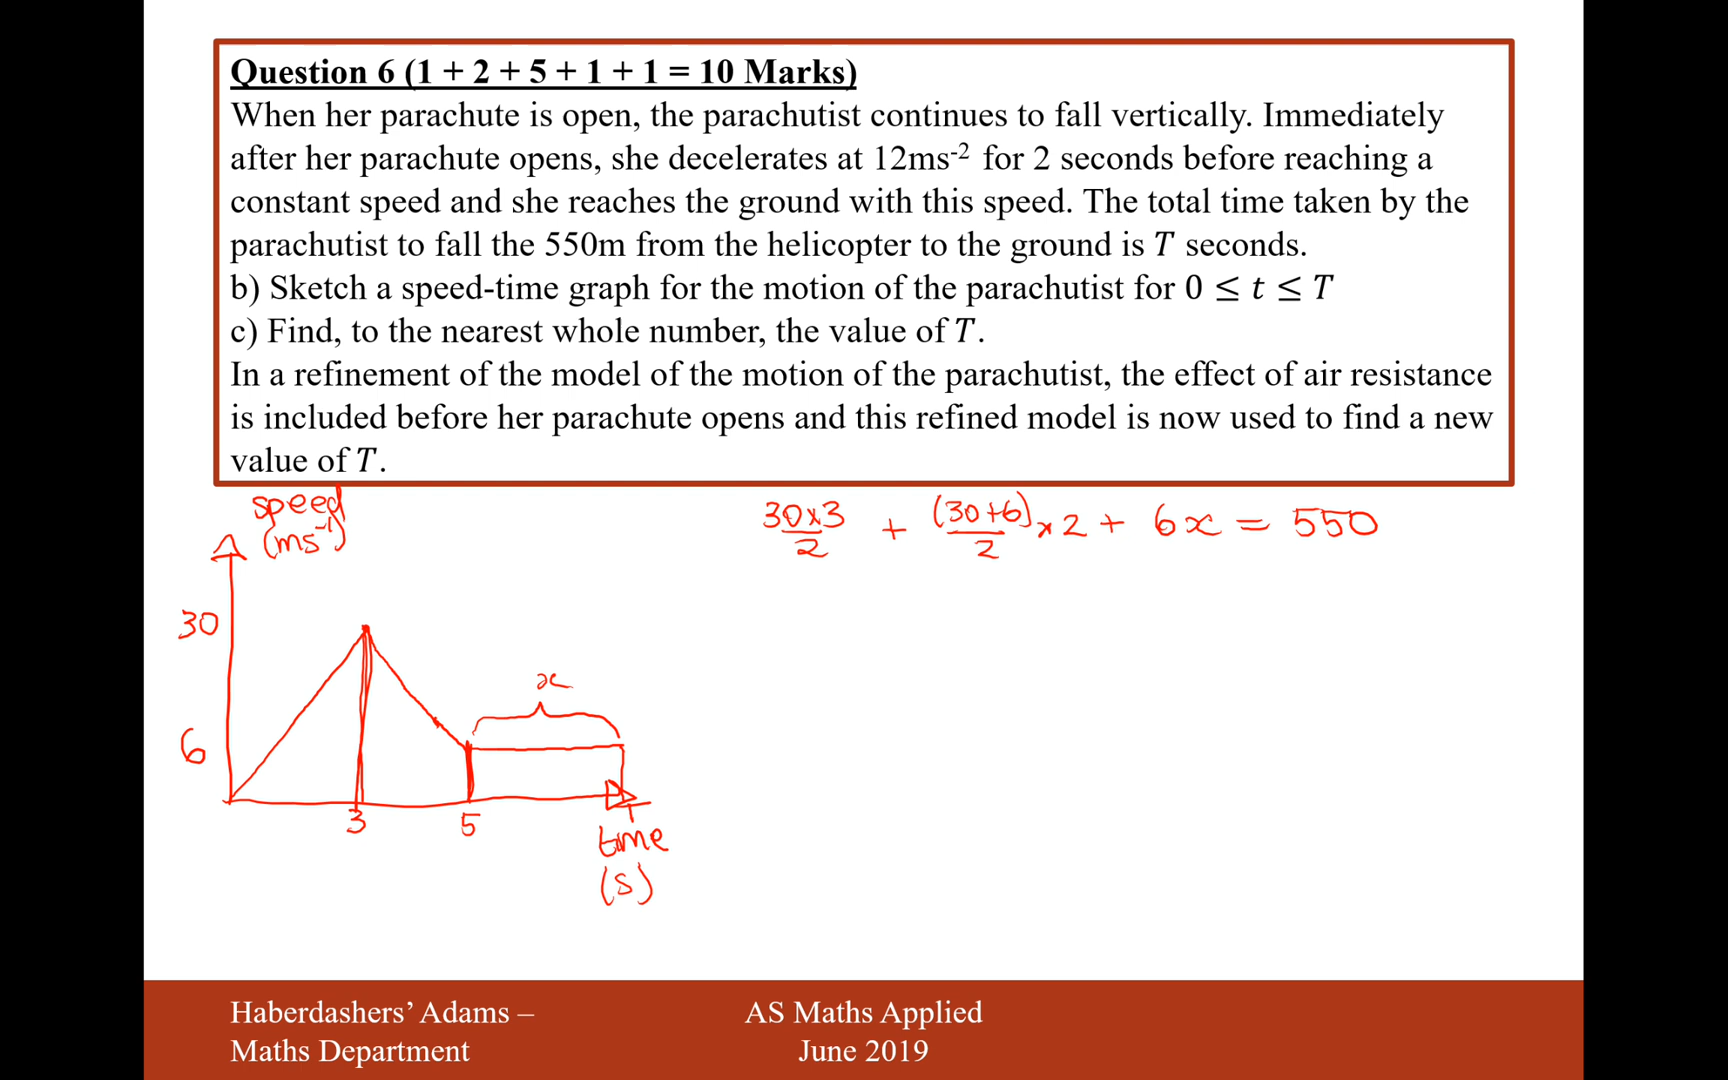 Question 6 (1 + 2 + 5 + 1 + 1 = 10 Marks)
When her parachute is open, the parachutist continues to fall vertically. Immediately
after her parachute opens, she decelerates at 12ms⁻² for 2 seconds before reaching a
constant speed and she reaches the ground with this speed. The total time taken by the
parachutist to fall the 550m from the helicopter to the ground is T seconds.
b) Sketch a speed-time graph for the motion of the parachutist for 0 ≤ t ≤ T
c) Find, to the nearest whole number, the value of T.
In a refinement of the model of the motion of the parachutist, the effect of air resistance
is included before her parachute opens and this refined model is now used to find a new
value of T.
speed
(ms⁻¹)
30×3/2 + (30+6)/2 × 2 + 6x = 550
30
x
6
3
5
T
time
(s)
Haberdashers’ Adams –
Maths Department
AS Maths Applied
June 2019